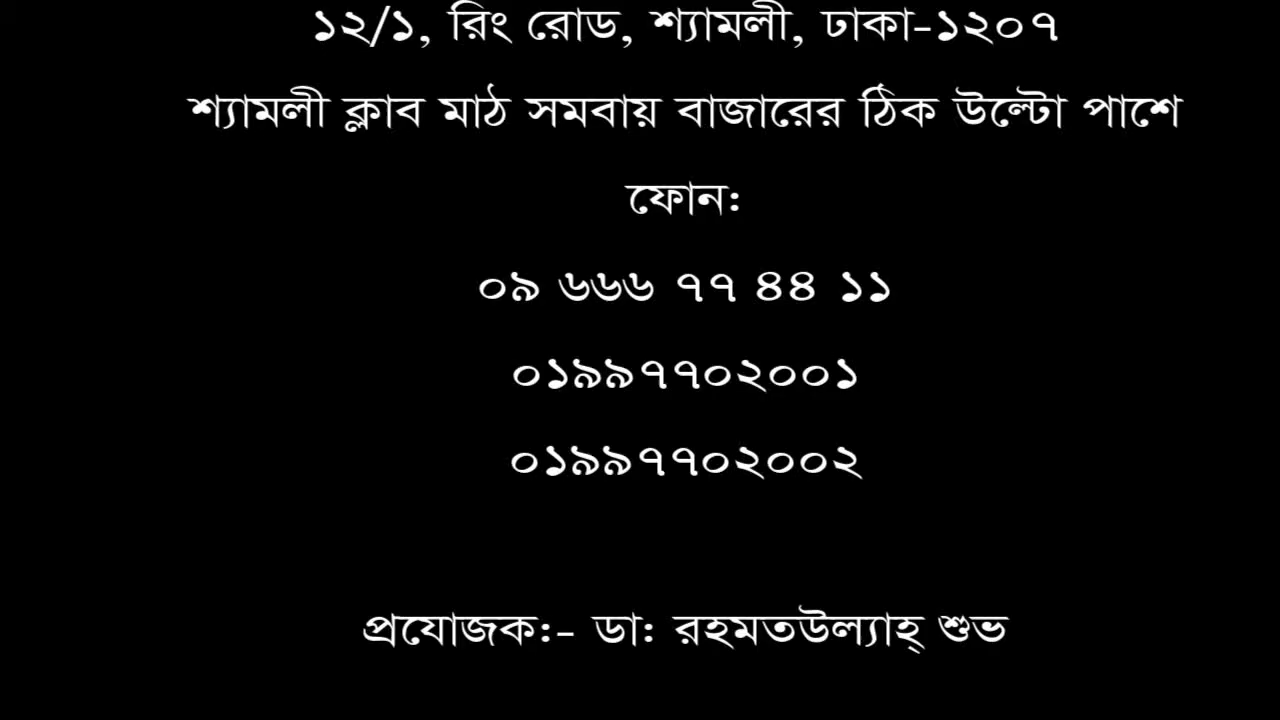 ১২/১, রিং রোড, শ্যামলী, ঢাকা-১২০৭
শ্যামলী ক্লাব মাঠ সমবায় বাজারের ঠিক উল্টো পাশে
ফোন:
০৯ ৬৬৬ ৭৭ ৪৪ ১১
০১৯৯৭৭০২০০১
০১৯৯৭৭০২০০২
প্রযোজক:- ডা: রহমতউল্যাহ্ শুভ